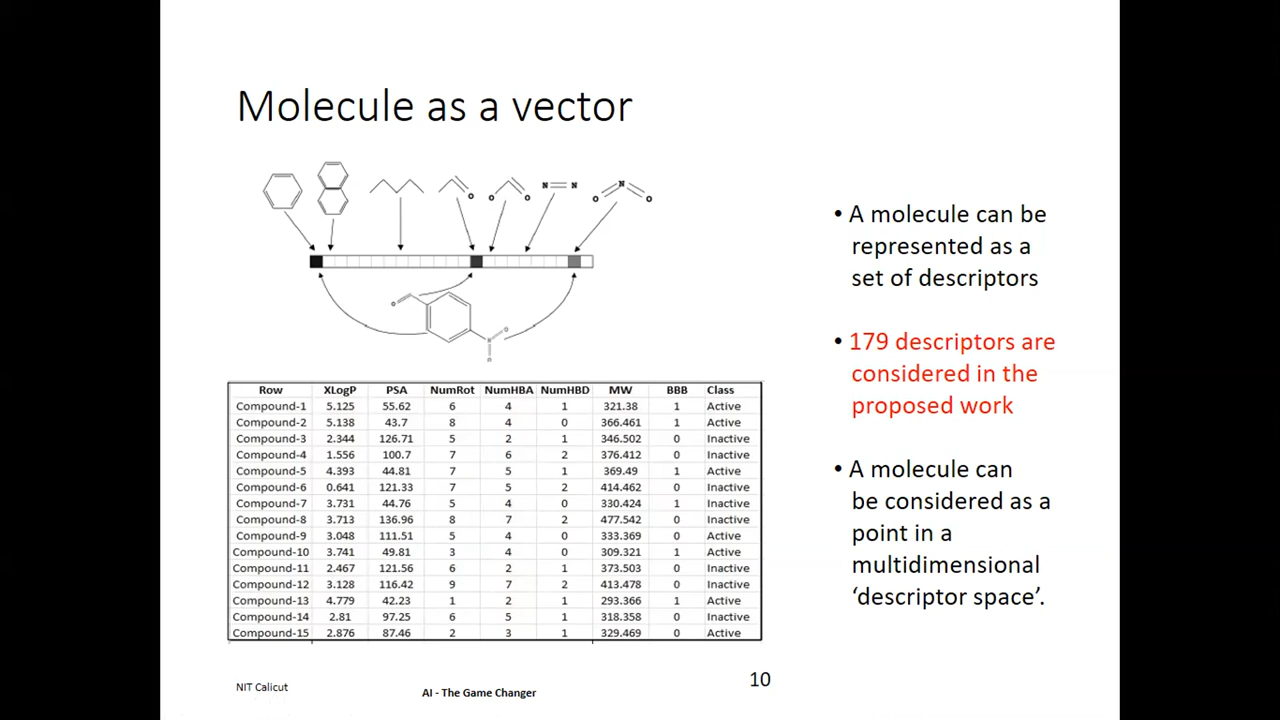 Molecule as a vector
O O O N N N O O
O N O
• A molecule can be
represented as a
set of descriptors
• 179 descriptors are
considered in the
proposed work
• A molecule can
be considered as a
point in a
multidimensional
‘descriptor space’.
Row XLogP PSA NumRot NumHBA NumHBD MW BBB Class
Compound-1 5.125 55.62 6 4 1 321.38 1 Active
Compound-2 5.138 43.7 8 4 0 366.461 1 Active
Compound-3 2.344 126.71 5 2 1 346.502 0 Inactive
Compound-4 1.556 100.7 7 6 2 376.412 0 Inactive
Compound-5 4.393 44.81 7 5 1 369.49 1 Active
Compound-6 0.641 121.33 7 5 2 414.462 0 Inactive
Compound-7 3.731 44.76 5 4 0 330.424 1 Inactive
Compound-8 3.713 136.96 8 7 2 477.542 0 Inactive
Compound-9 3.048 111.51 5 4 0 333.369 0 Active
Compound-10 3.741 49.81 3 4 0 309.321 1 Active
Compound-11 2.467 121.56 6 2 1 373.503 0 Inactive
Compound-12 3.128 116.42 9 7 2 413.478 0 Inactive
Compound-13 4.779 42.23 1 2 1 293.366 1 Active
Compound-14 2.81 97.25 6 5 1 318.358 0 Inactive
Compound-15 2.876 87.46 2 3 1 329.469 0 Active
NIT Calicut
AI - The Game Changer
10